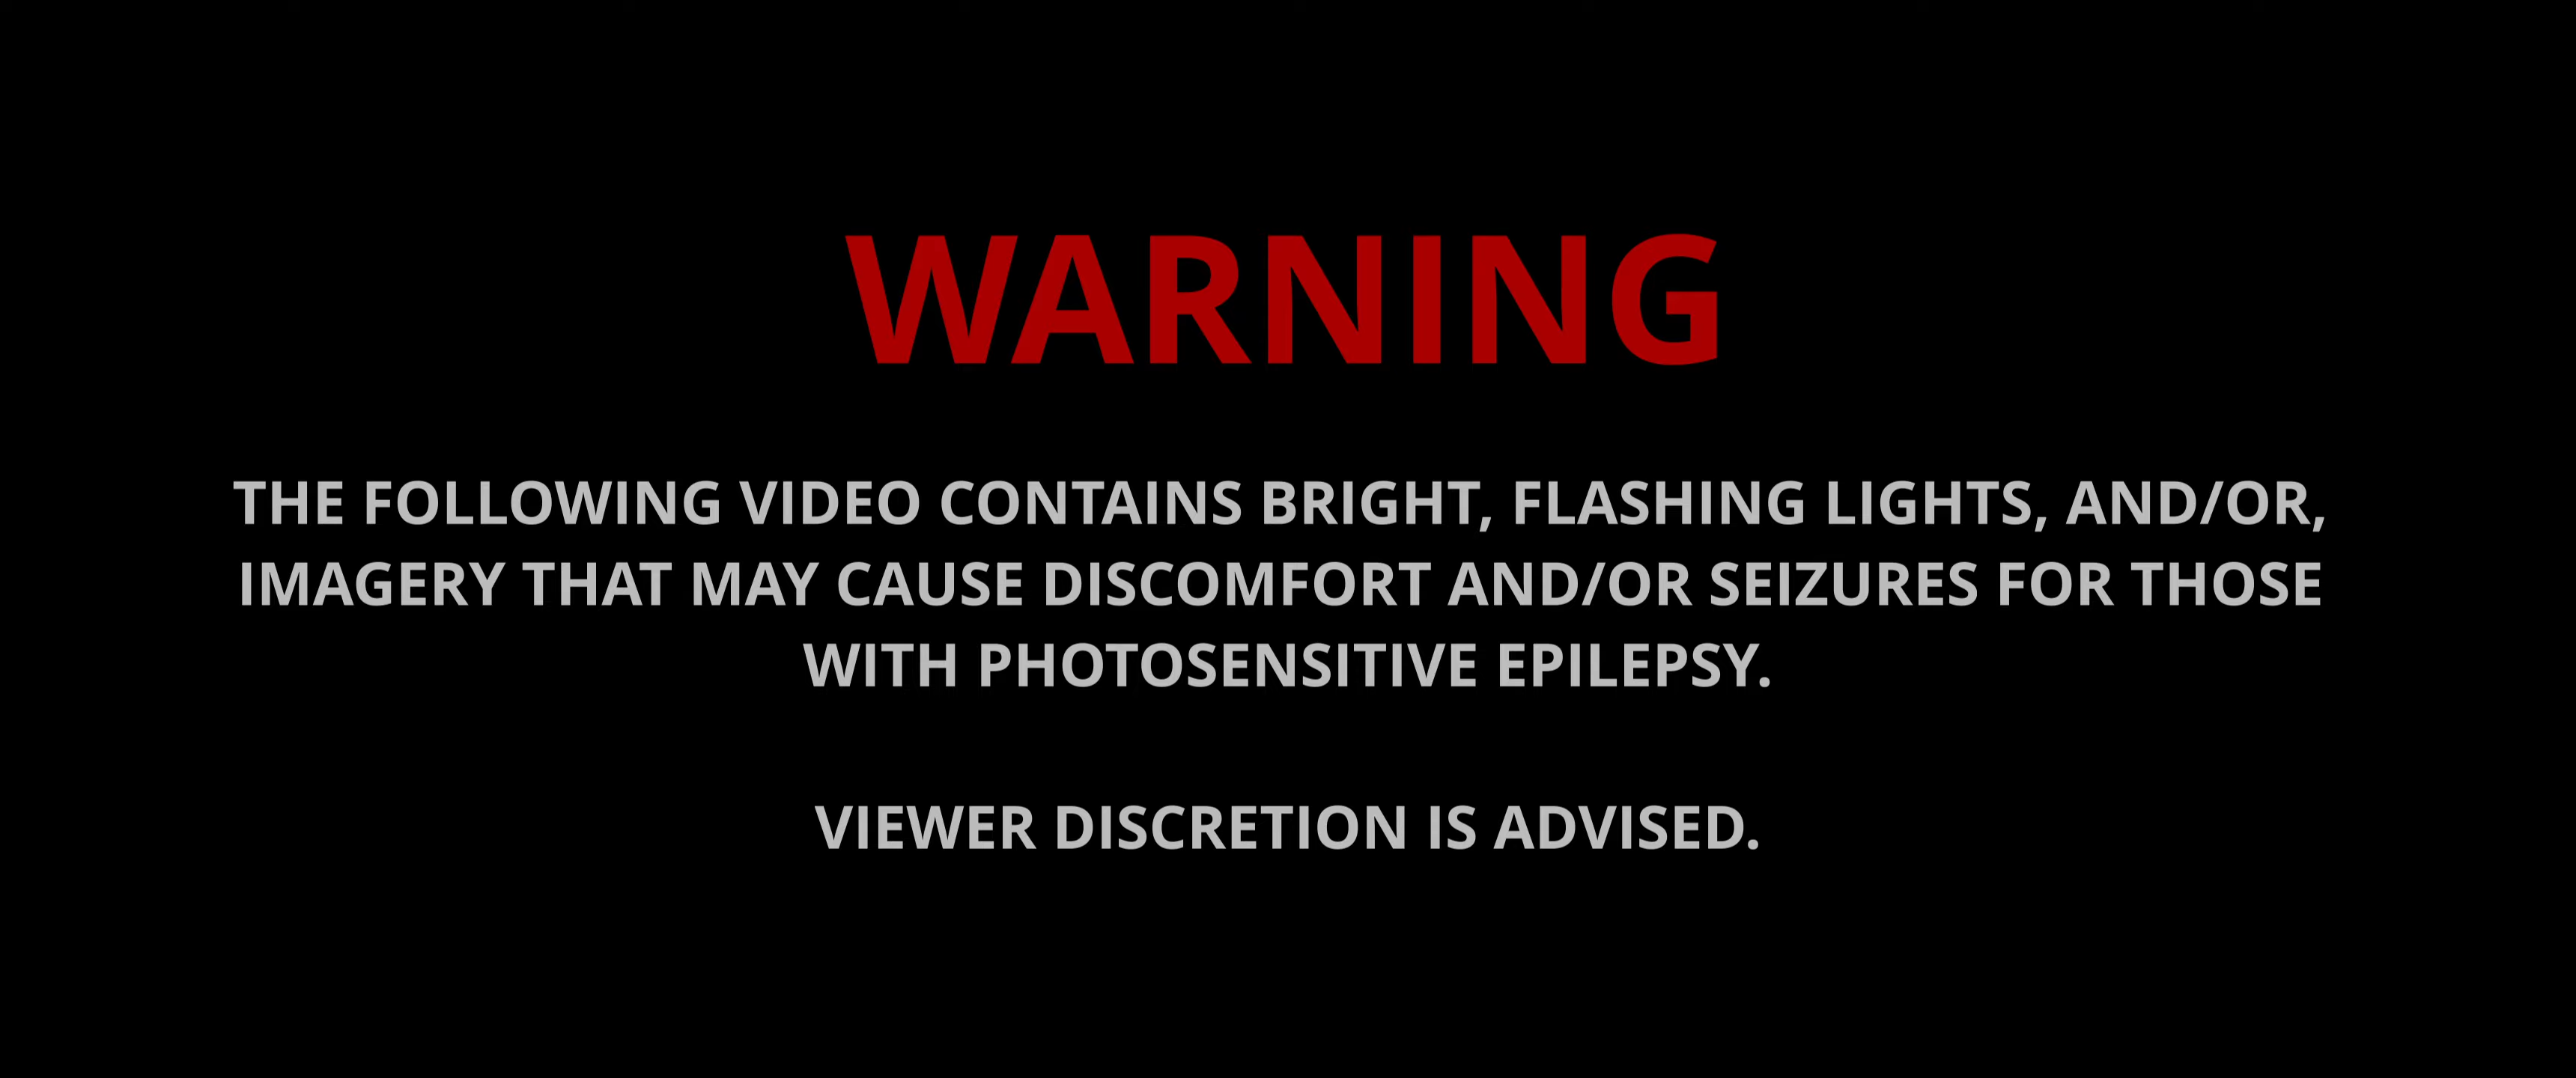 WARNING
THE FOLLOWING VIDEO CONTAINS BRIGHT, FLASHING LIGHTS, AND/OR,
IMAGERY THAT MAY CAUSE DISCOMFORT AND/OR SEIZURES FOR THOSE
WITH PHOTOSENSITIVE EPILEPSY.
VIEWER DISCRETION IS ADVISED.